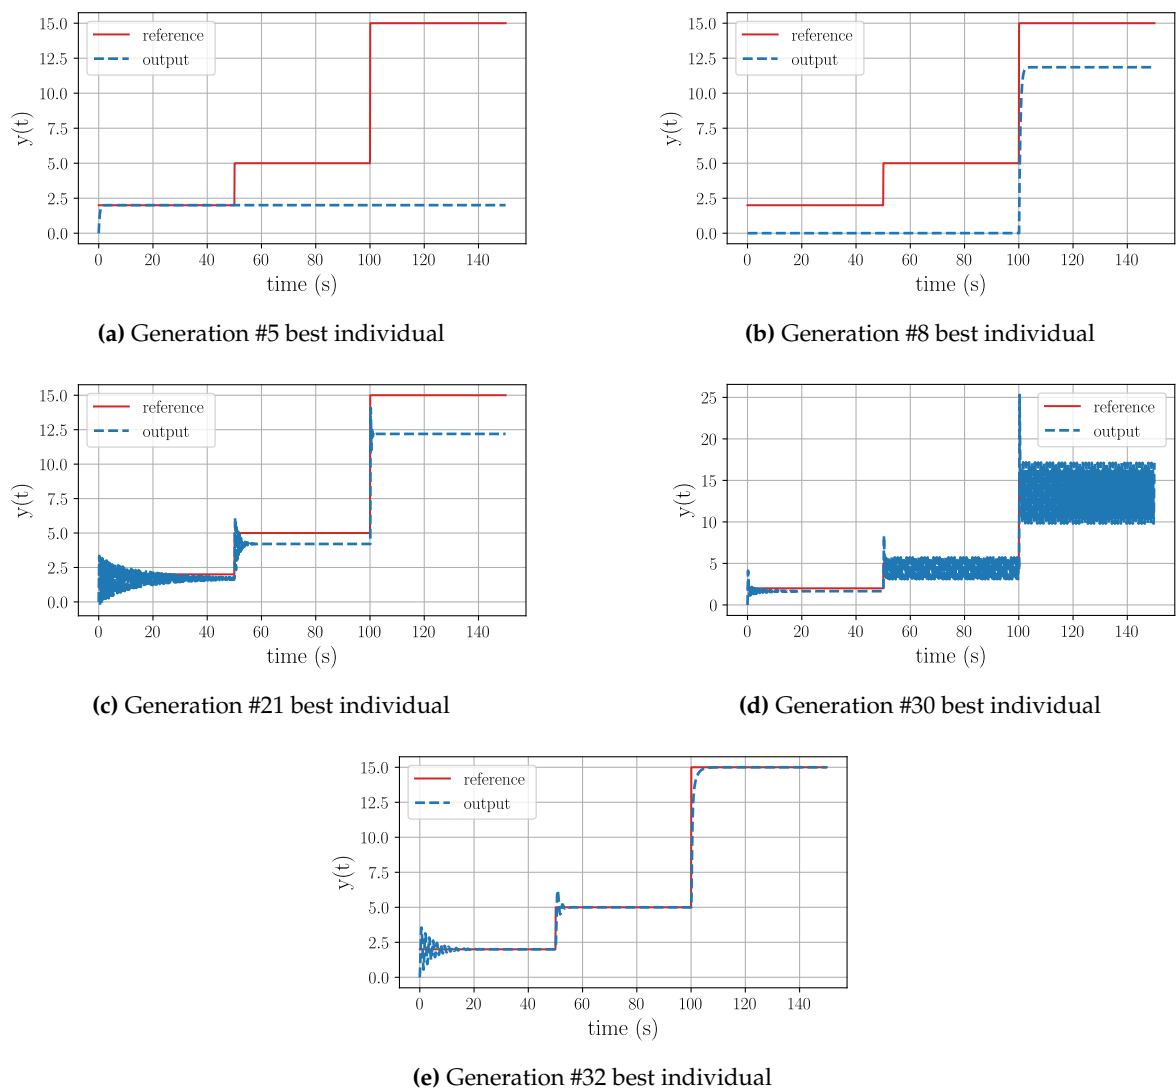 15.0
12.5
10.0
7.5
5.0
2.5
0.0
y(t)
reference
output
0 20 40 60 80 100 120 140
time (s)
(a) Generation #5 best individual
15.0
12.5
10.0
7.5
5.0
2.5
0.0
y(t)
reference
output
0 20 40 60 80 100 120 140
time (s)
(b) Generation #8 best individual
15.0
12.5
10.0
7.5
5.0
2.5
0.0
y(t)
reference
output
0 20 40 60 80 100 120 140
time (s)
(c) Generation #21 best individual
25
20
15
10
5
0
y(t)
reference
output
0 20 40 60 80 100 120 140
time (s)
(d) Generation #30 best individual
15.0
12.5
10.0
7.5
5.0
2.5
0.0
y(t)
reference
output
0 20 40 60 80 100 120 140
time (s)
(e) Generation #32 best individual